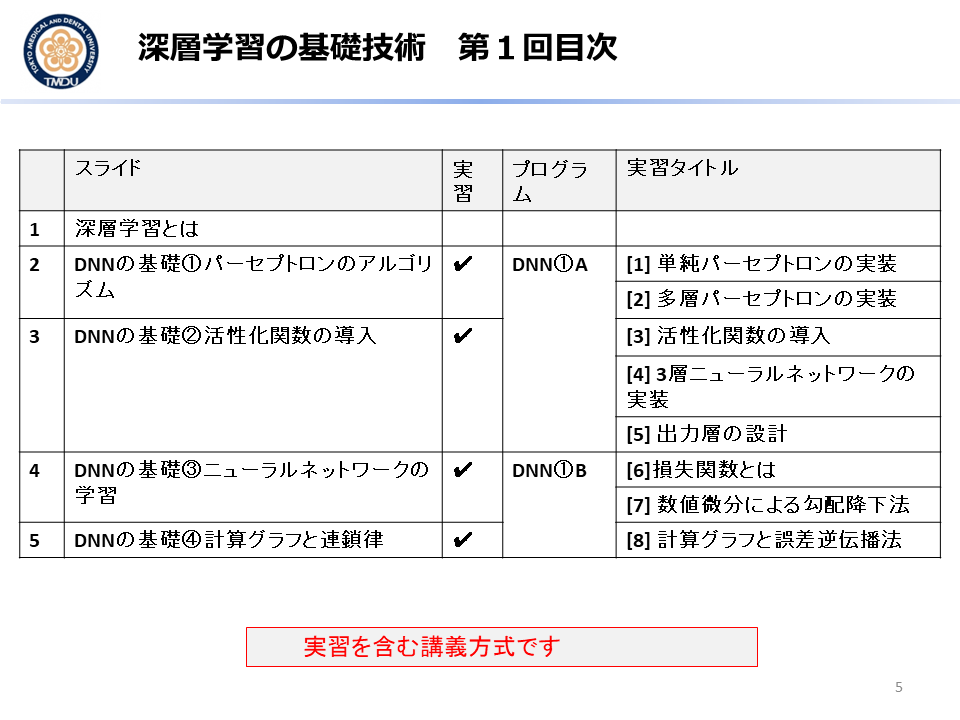 TOKYO MEDICAL AND DENTAL UNIVERSITY
TMDU
深層学習の基礎技術　第１回目次
スライド
実
習
プログラ
ム
実習タイトル
1
深層学習とは
2
DNNの基礎①パーセプトロンのアルゴリ
ズム
✔
DNN①A
[1] 単純パーセプトロンの実装
[2] 多層パーセプトロンの実装
3
DNNの基礎②活性化関数の導入
✔
[3] 活性化関数の導入
[4] 3層ニューラルネットワークの
実装
[5] 出力層の設計
4
DNNの基礎③ニューラルネットワークの
学習
✔
DNN①B
[6]損失関数とは
[7] 数値微分による勾配降下法
5
DNNの基礎④計算グラフと連鎖律
✔
[8] 計算グラフと誤差逆伝播法
実習を含む講義方式です
5